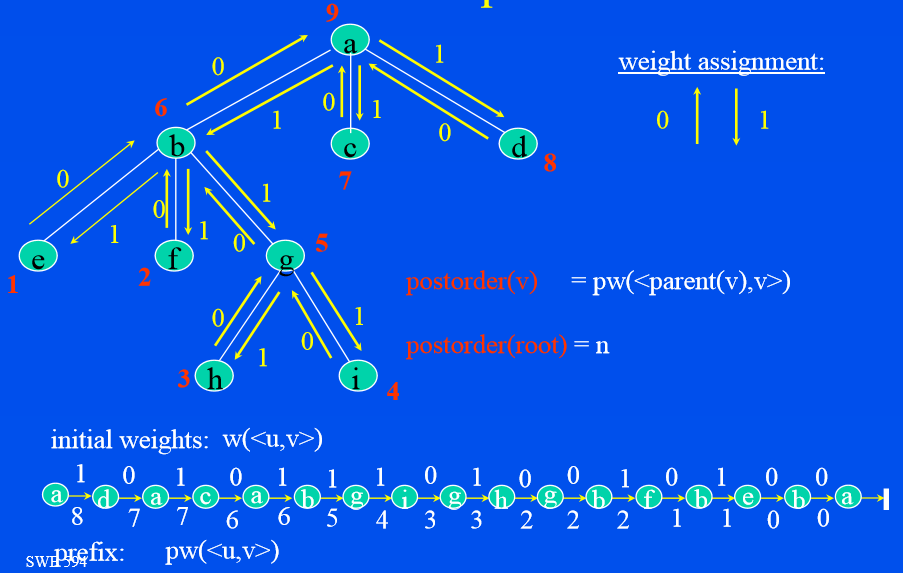 9
a
0 1
weight assignment:
6
0 1
1 0
0 1
b c d
7 8
0 1
0 1 1 0
e f g
5
1 2
postorder(v) = pw(<parent(v),v>)
0 1 0 1
postorder(root) = n
3 h i 4
initial weights: w(<u,v>)
1 0 1 0 1 1 1 0 1 0 0 1 0 1 0 0
a d a c a b g i g h g b f b e b a
8 7 7 6 6 5 4 3 3 2 2 2 1 1 0 0
prefix: pw(<u,v>)